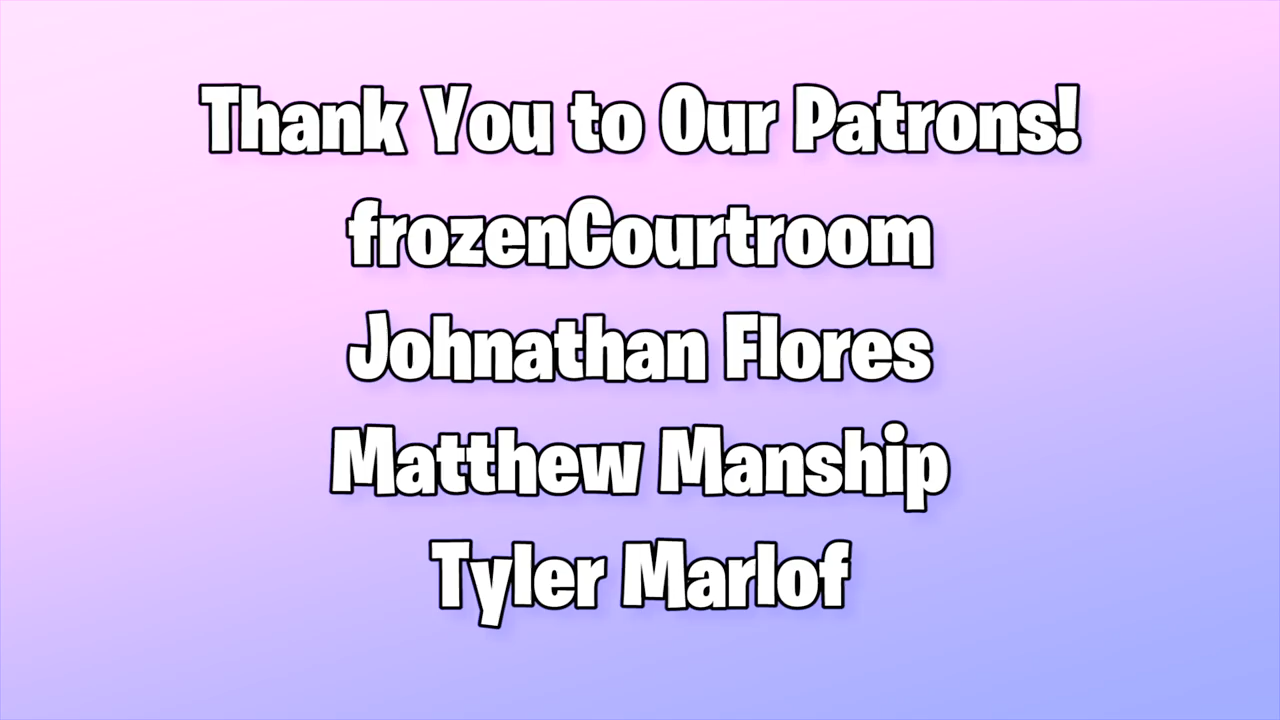 Thank You to Our Patrons!
frozenCourtroom
Johnathan Flores
Matthew Manship
Tyler Marlof